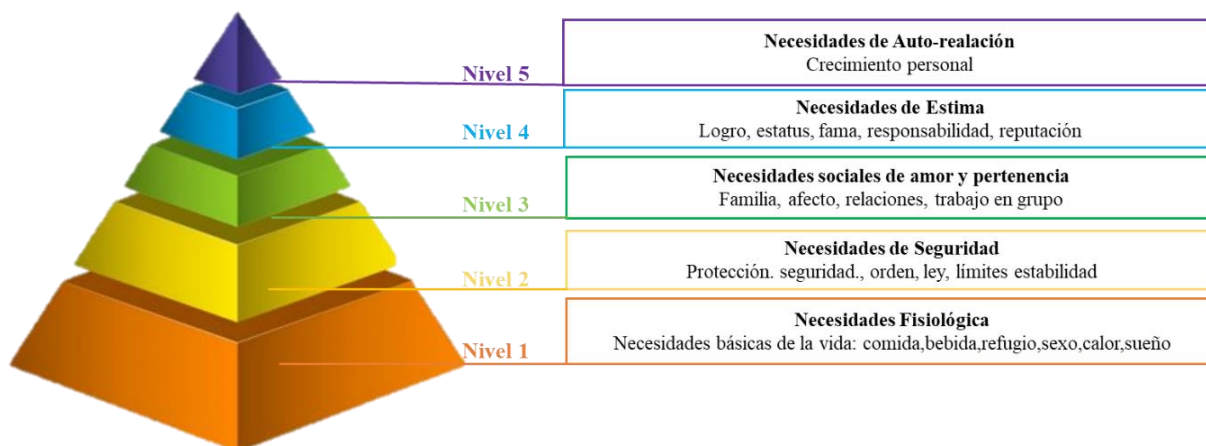 Nivel 5
Necesidades de Auto-realación
Crecimiento personal
Nivel 4
Necesidades de Estima
Logro, estatus, fama, responsabilidad, reputación
Nivel 3
Necesidades sociales de amor y pertenencia
Familia, afecto, relaciones, trabajo en grupo
Nivel 2
Necesidades de Seguridad
Protección. seguridad., orden, ley, límites estabilidad
Nivel 1
Necesidades Fisiológica
Necesidades básicas de la vida: comida,bebida,refugio,sexo,calor,sueño